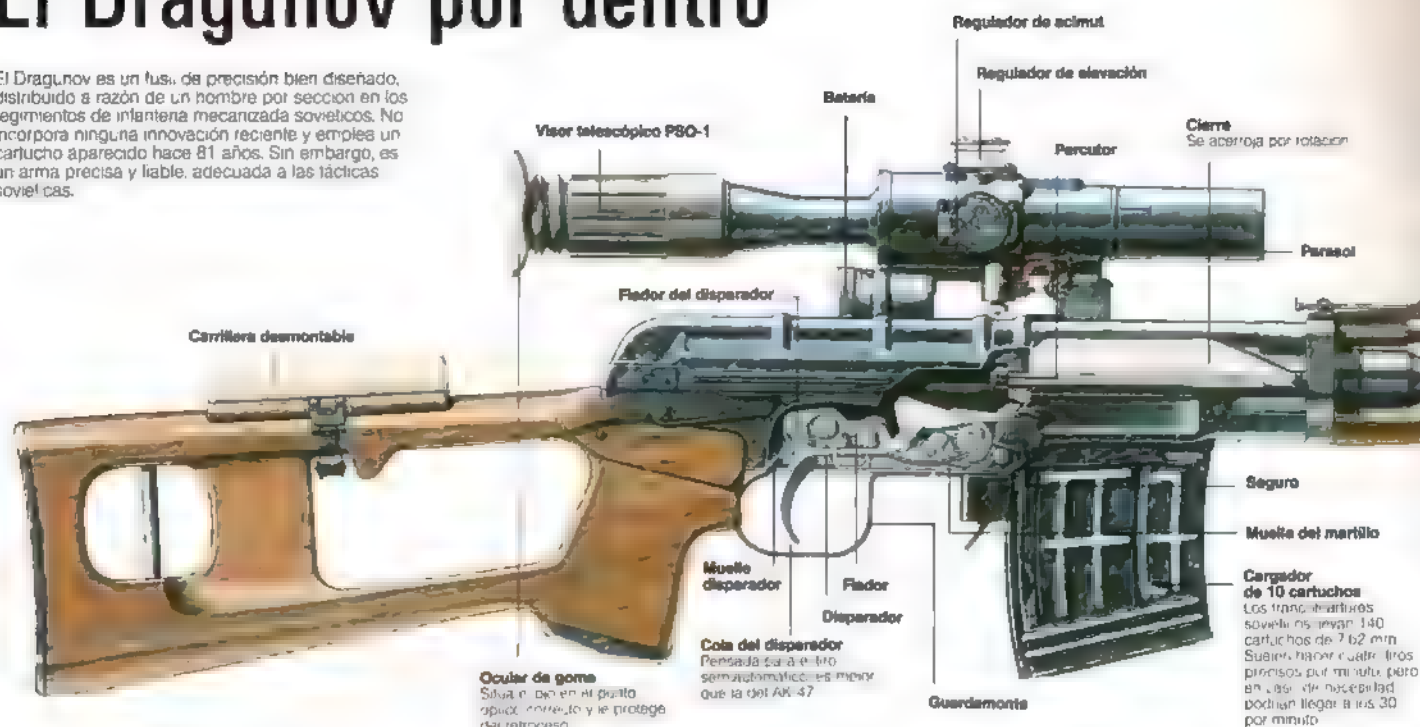 El Dragunov por dentro
El Dragunov es un fusil de precisión bien diseñado,
distribuido a razón de un hombre por sección en los
regimientos de infantería mecanizada soviéticos. No
incorpora ninguna innovación reciente y emplea un
cartucho aparecido hace 81 años. Sin embargo, es
un arma precisa y fiable, adecuada a las tácticas
soviéticas.
Regulador de acimut
Regulador de elevación
Batería
Visor telescópico PSO-1
Percutor
Cierre
Se acerroja por rotación
Parasol
Fiador del disparador
Carrillera desmontable
Seguro
Muelle del martillo
Muelle
disparador
Fiador
Disparador
Cargador
de 10 cartuchos
Los francotiradores
soviéticos llevan 140
cartuchos de 7,62 mm
Suelen hacer cuatro tiros
precisos por minuto, pero
en caso de necesidad
podrían llegar a los 30
por minuto
Cola del disparador
Pensada para el tiro
semiautomático, es mejor
que la del AK-47
Guardamonte
Ocular de goma
Sitúa el ojo en el punto
óptico correcto y le protege
del retroceso